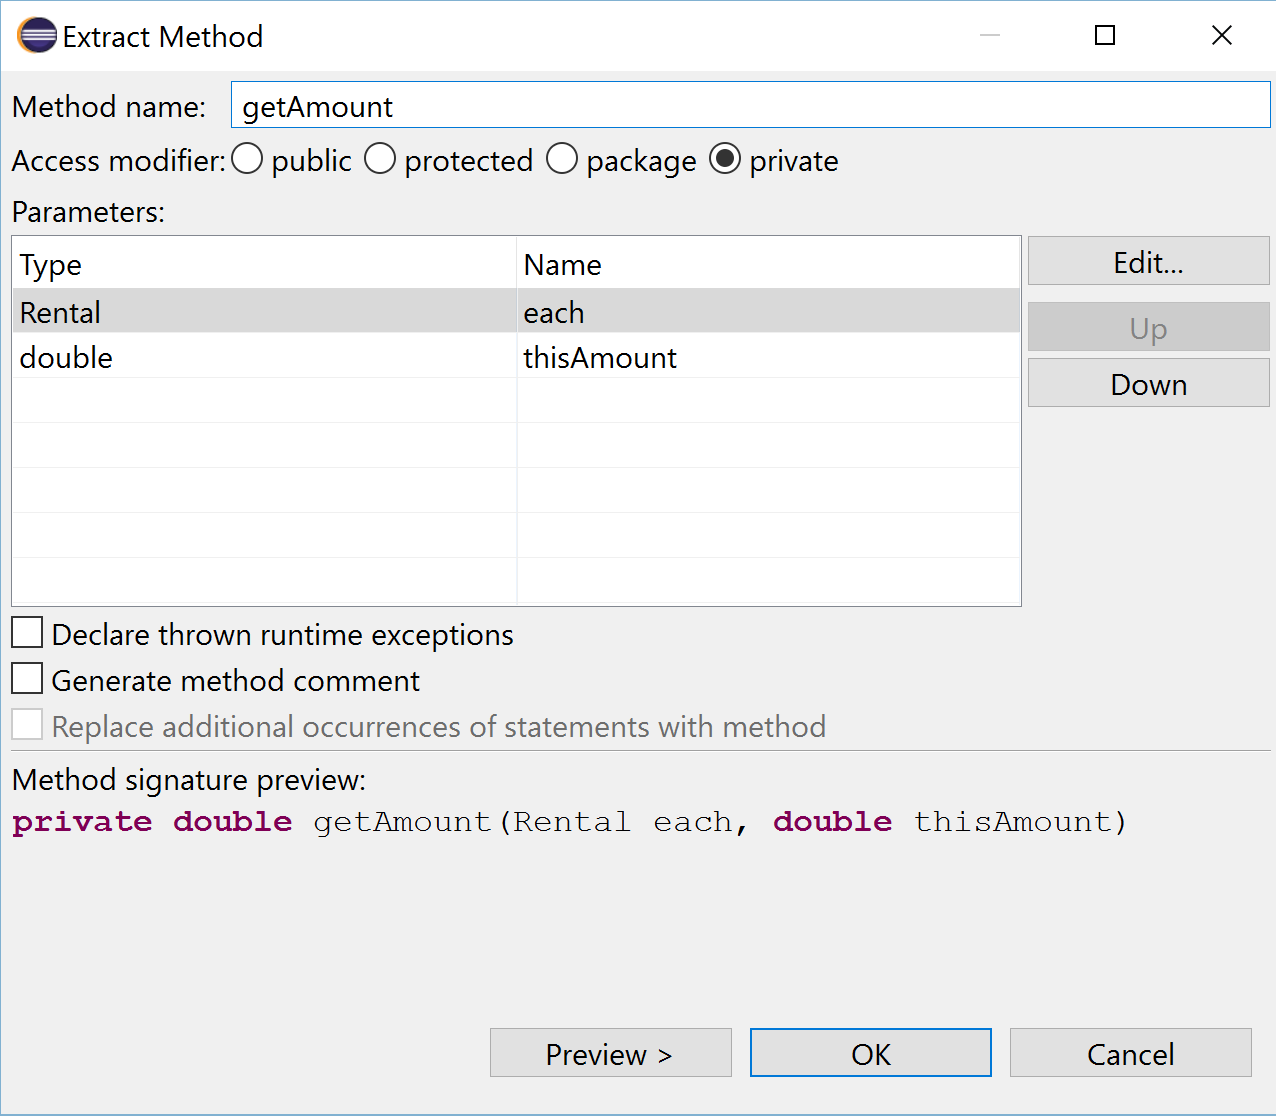 Extract Method
Method name: getAmount
Access modifier: public protected package private
Parameters:
Type Name
Rental each
double thisAmount
Edit...
Up
Down
Declare thrown runtime exceptions
Generate method comment
Replace additional occurrences of statements with method
Method signature preview:
private double getAmount(Rental each, double thisAmount)
Preview > OK Cancel